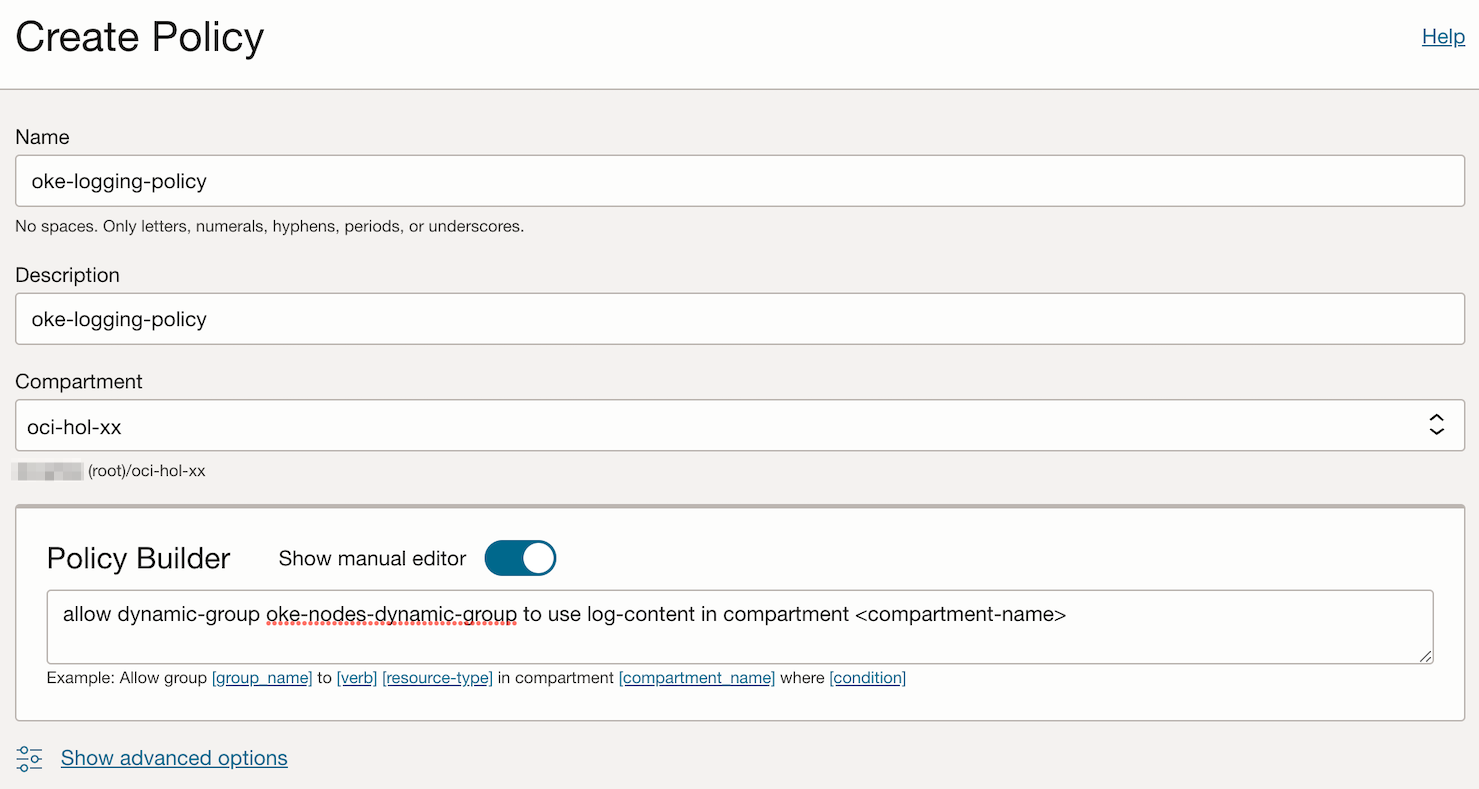 Create Policy
Help
Name
oke-logging-policy
No spaces. Only letters, numerals, hyphens, periods, or underscores.
Description
oke-logging-policy
Compartment
oci-hol-xx
(root)/oci-hol-xx
Policy Builder
Show manual editor
allow dynamic-group oke-nodes-dynamic-group to use log-content in compartment <compartment-name>
Example: Allow group [group_name] to [verb] [resource-type] in compartment [compartment_name] where [condition]
Show advanced options